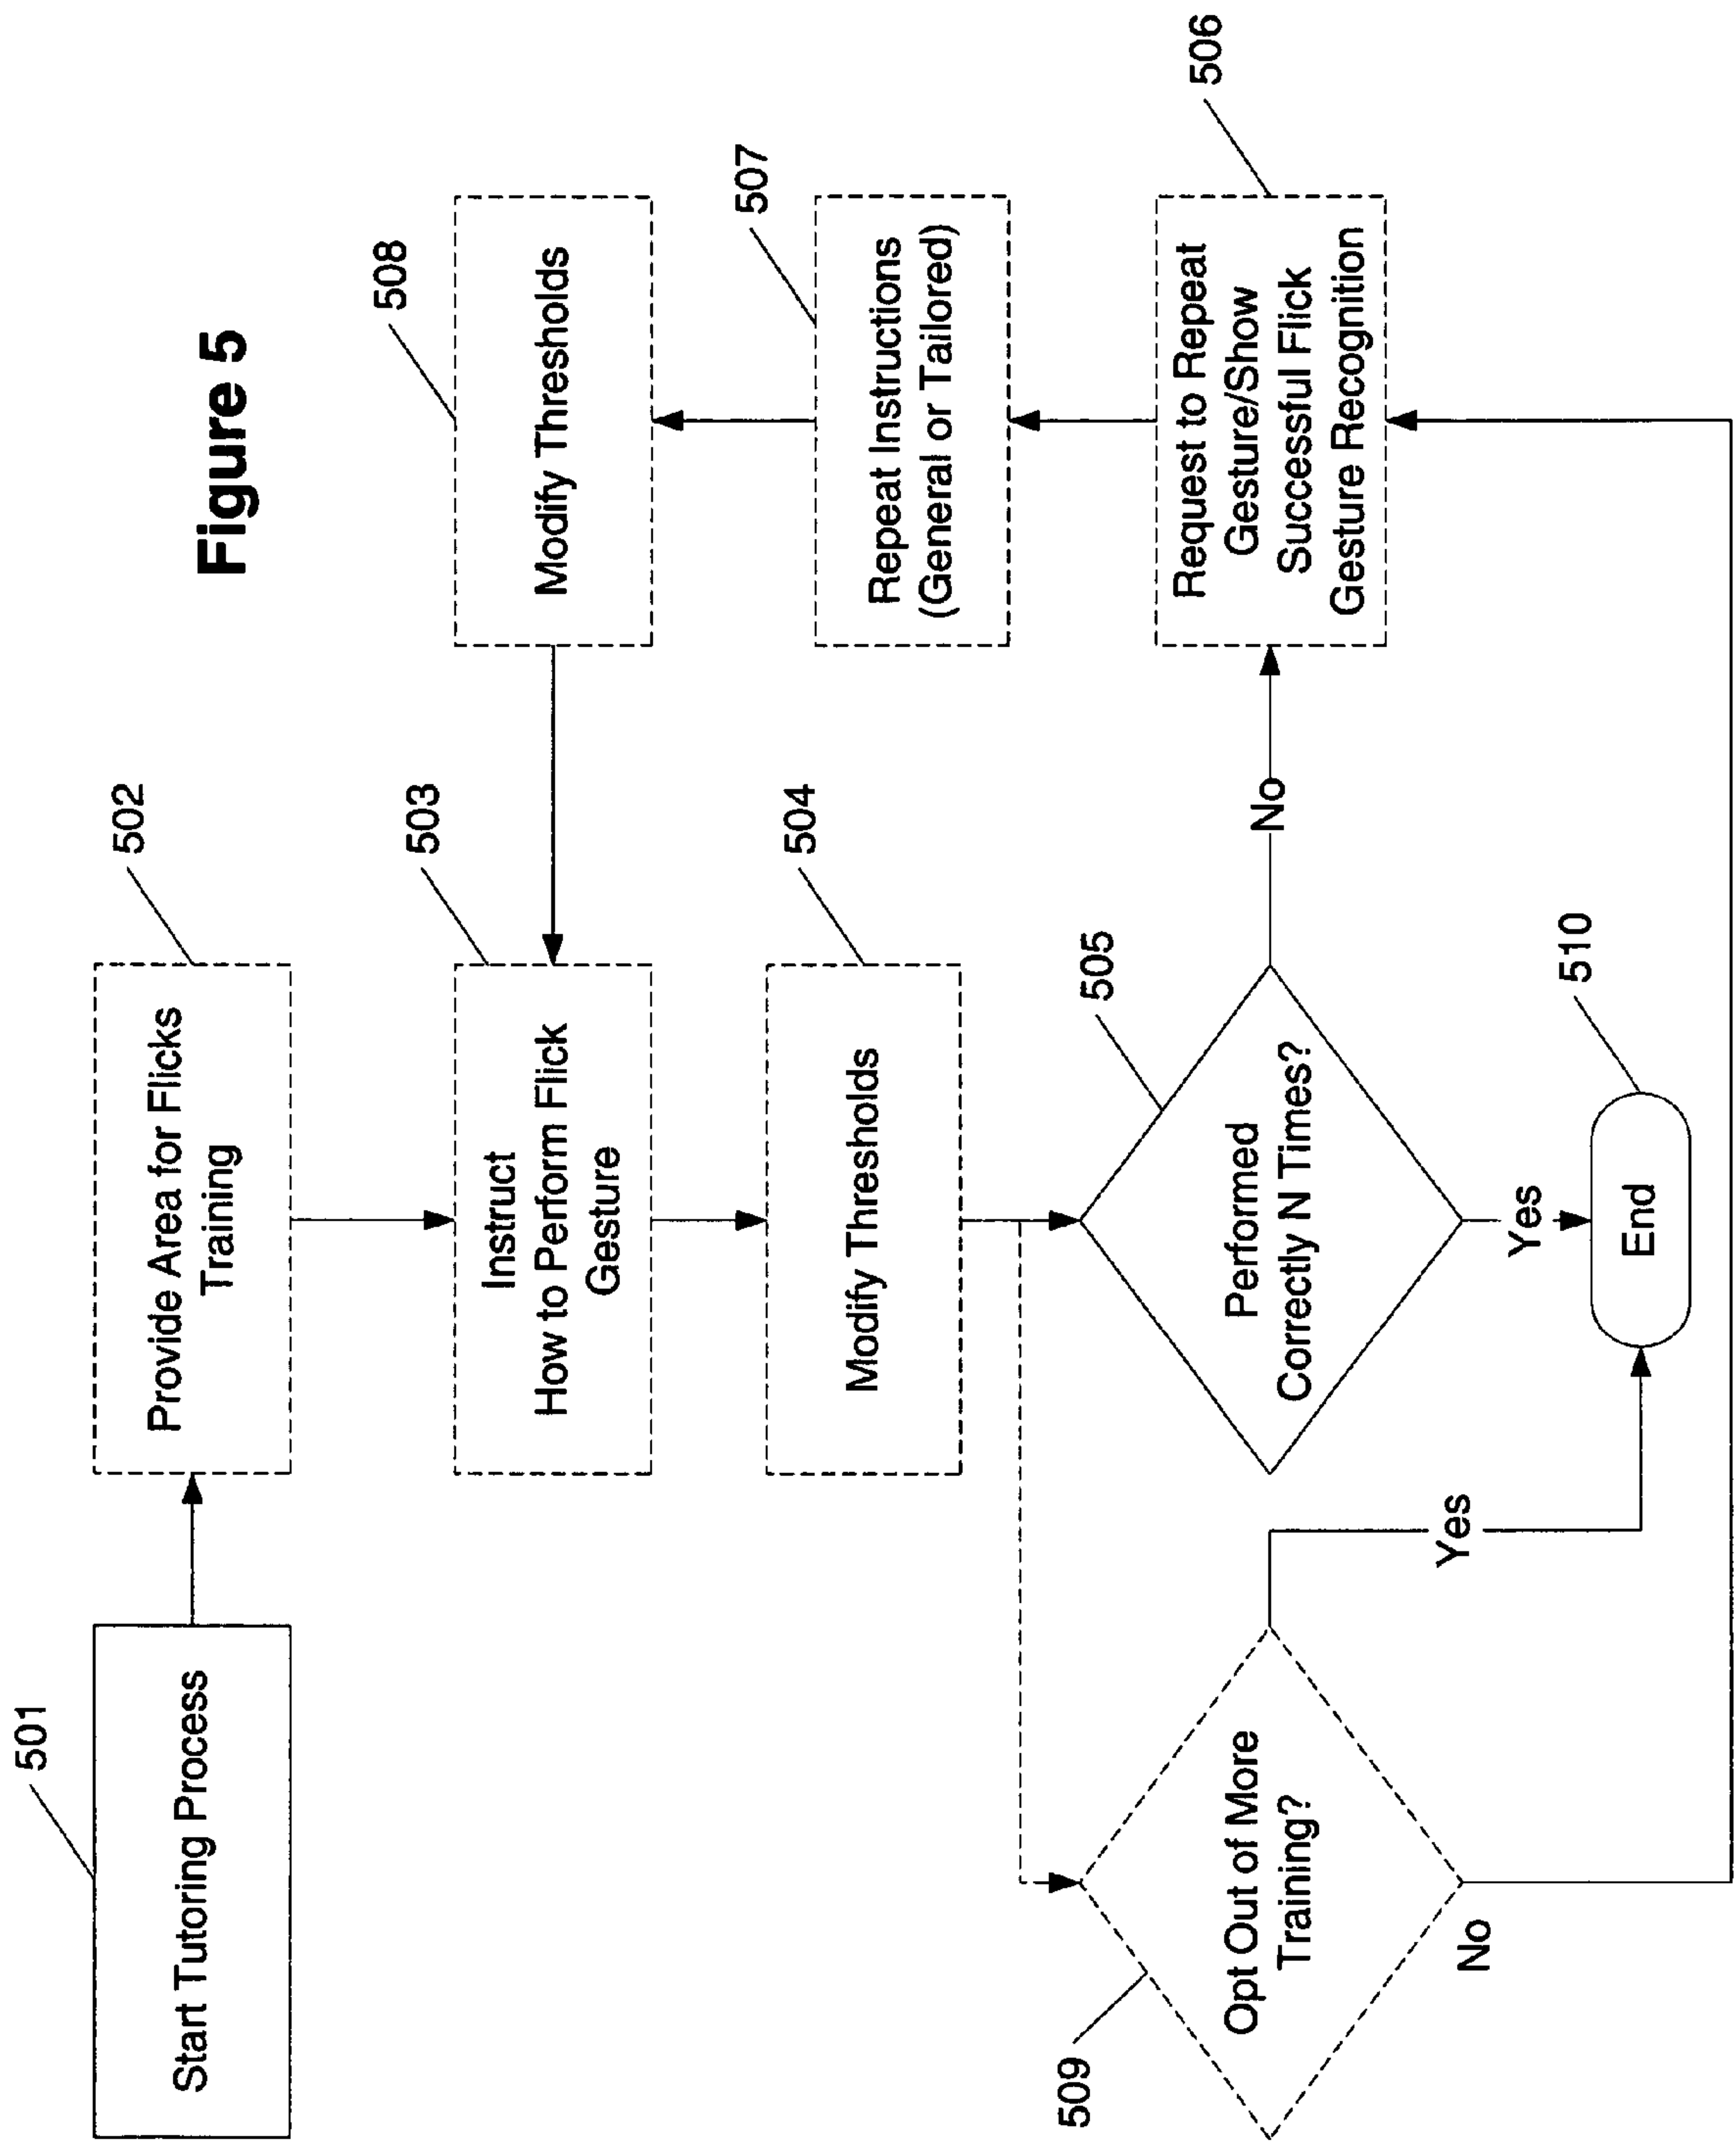 Figure 5
501
Start Tutoring Process
502
Provide Area for Flicks
Training
503
Instruct
How to Perform Flick
Gesture
504
Modify Thresholds
505
Performed
Correctly N Times?
No
Yes
506
Request to Repeat
Gesture/Show
Successful Flick
Gesture Recognition
507
Repeat Instructions
(General or Tailored)
508
Modify Thresholds
509
Opt Out of More
Training?
Yes
No
510
End